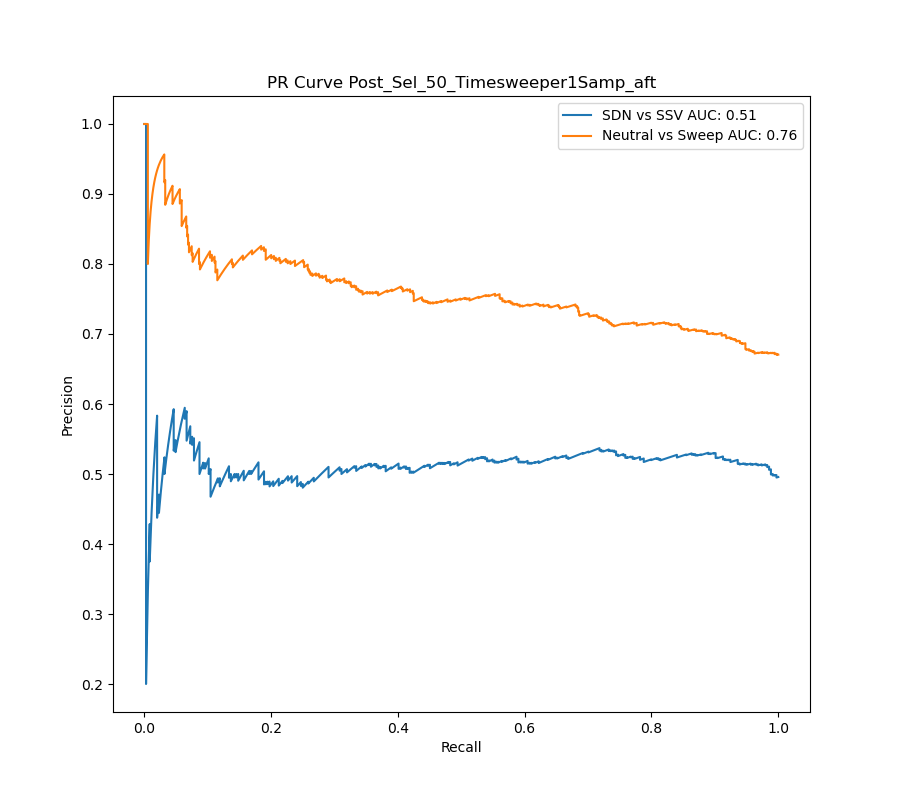 PR Curve Post_Sel_50_Timesweeper1Samp_aft
SDN vs SSV AUC: 0.51
Neutral vs Sweep AUC: 0.76
Precision
1.0
0.9
0.8
0.7
0.6
0.5
0.4
0.3
0.2
0.0 0.2 0.4 0.6 0.8 1.0
Recall